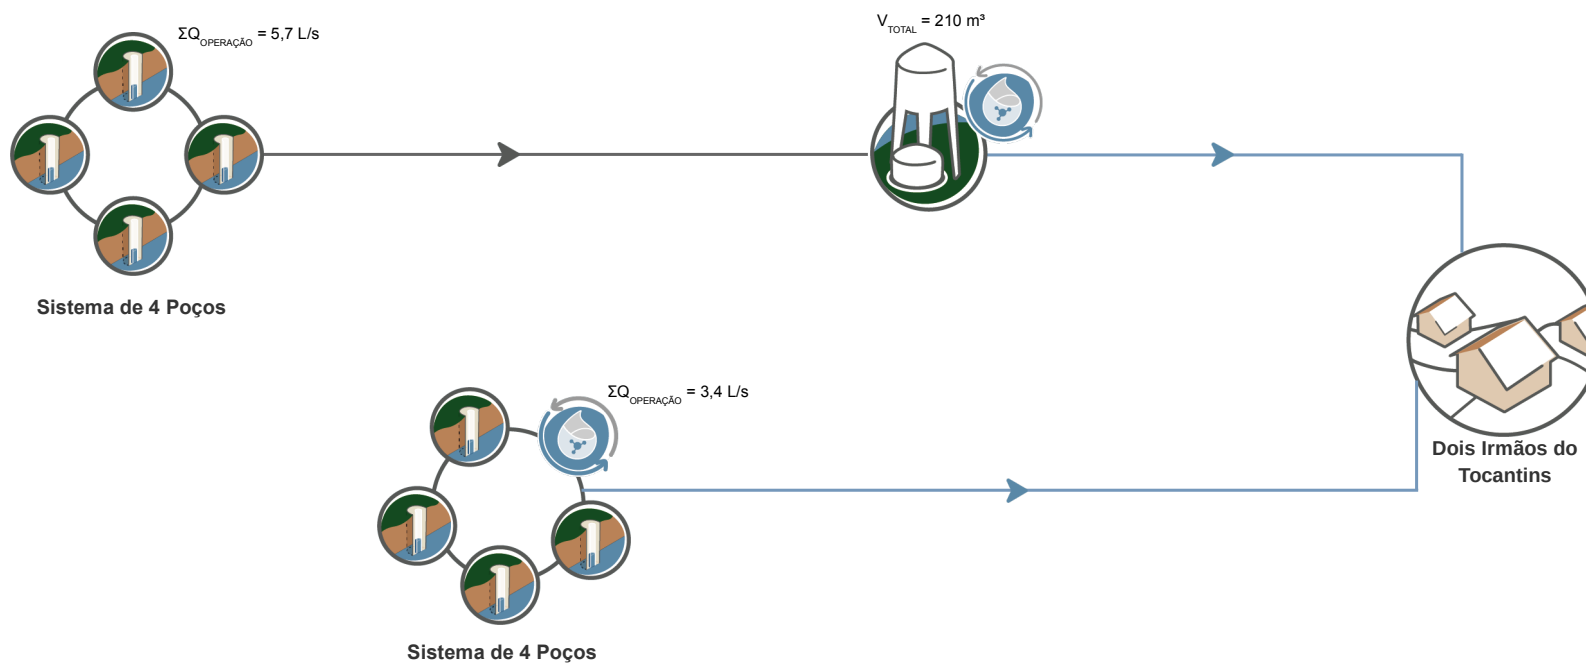 ΣQOPERAÇÃO = 5,7 L/s
VTOTAL = 210 m³
Sistema de 4 Poços
ΣQOPERAÇÃO = 3,4 L/s
Dois Irmãos do
Tocantins
Sistema de 4 Poços